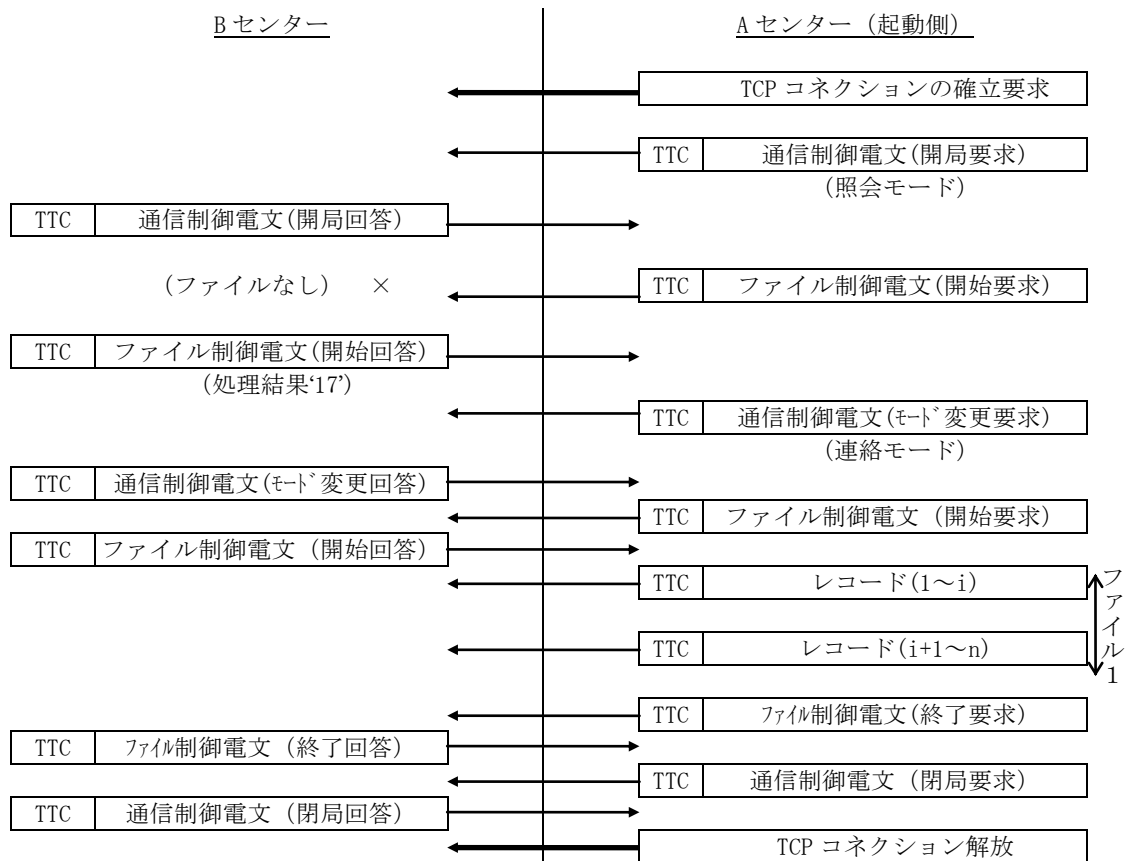 Bセンター
Aセンター（起動側）
TCPコネクションの確立要求
TTC 通信制御電文(開局要求)
(照会モード)
TTC 通信制御電文(開局回答)
(ファイルなし) ×
TTC ファイル制御電文(開始要求)
TTC ファイル制御電文(開始回答)
(処理結果‘17’)
TTC 通信制御電文(ﾓｰﾄﾞ変更要求)
(連絡モード)
TTC 通信制御電文(ﾓｰﾄﾞ変更回答)
TTC ファイル制御電文（開始要求)
TTC ファイル制御電文（開始回答)
TTC レコード(1～i)
TTC レコード(i+1～n)
ファイル1
TTC ﾌｧｲﾙ制御電文(終了要求)
TTC ﾌｧｲﾙ制御電文（終了回答)
TTC 通信制御電文（閉局要求)
TTC 通信制御電文（閉局回答)
TCPコネクション解放